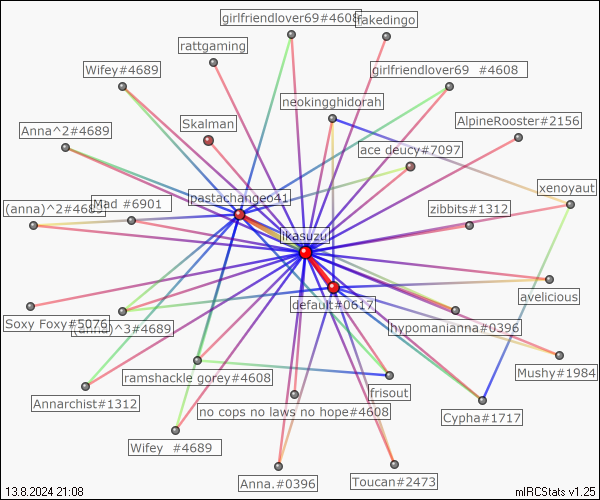 girlfriendlover69#4608
fakedingo
rattgaming
Wifey#4689
girlfriendlover69 #4608
neokingghidorah
AlpineRooster#2156
Skalman
Anna^2#4689
ace deucy#7097
xenoyaut
pastachangeo41
Mad #6901
(anna)^2#4689
zibbits#1312
ikasuzu
avelicious
default#0617
Soxy Foxy#5076
(anna)^3#4689
hypomanianna#0396
ramshackle gorey#4608
Mushy#1984
frisout
Annarchist#1312
no cops no laws no hope#4608
Cypha#1717
Wifey #4689
Anna.#0396
Toucan#2473
13.8.2024 21:08
mIRCStats v1.25